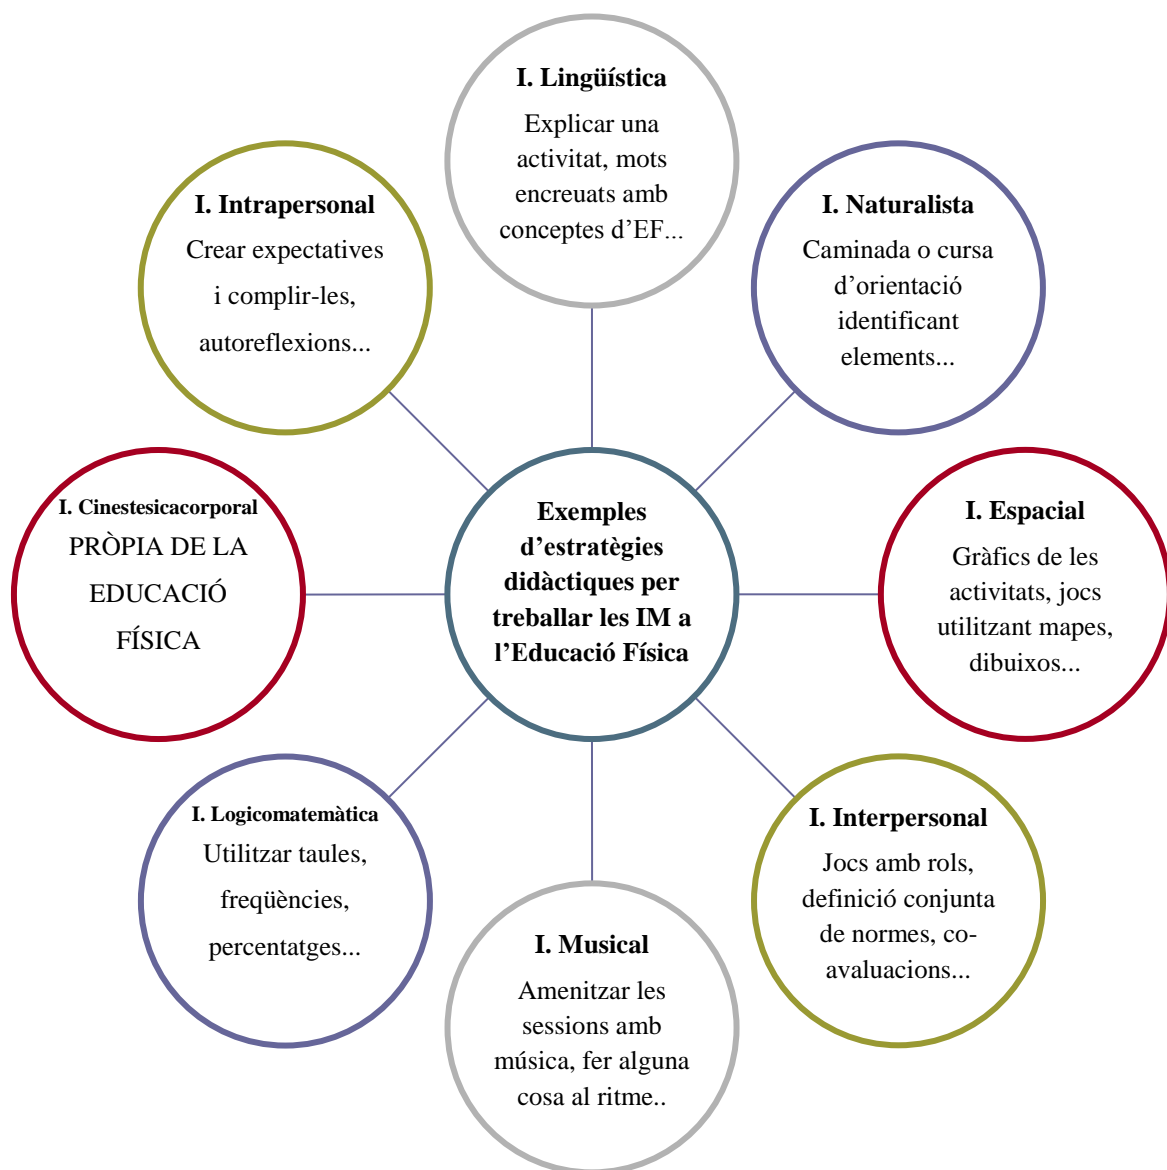 I. Lingüística
Explicar una
activitat, mots
encreuats amb
conceptes d’EF...
I. Naturalista
Caminada o cursa
d’orientació
identificant
elements...
I. Espacial
Gràfics de les
activitats, jocs
utilitzant mapes,
dibuixos...
I. Interpersonal
Jocs amb rols,
definició conjunta
de normes, co-
avaluacions...
I. Musical
Amenitzar les
sessions amb
música, fer alguna
cosa al ritme..
I. Logicomatemàtica
Utilitzar taules,
freqüències,
percentatges...
I. Cinestesicacorporal
PRÒPIA DE LA
EDUCACIÓ
FÍSICA
I. Intrapersonal
Crear expectatives
i complir-les,
autoreflexions...
Exemples
d’estratègies
didàctiques per
treballar les IM a
l’Educació Física